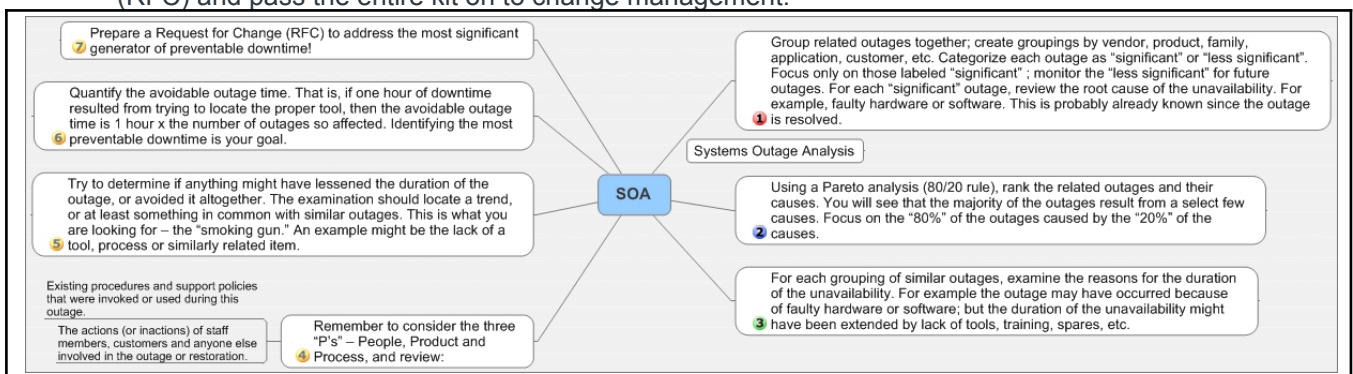 (RFC) and pass the entire kit on to change management.
Prepare a Request for Change (RFC) to address the most significant
7 generator of preventable downtime!
Quantify the avoidable outage time. That is, if one hour of downtime
resulted from trying to locate the proper tool, then the avoidable outage
time is 1 hour x the number of outages so affected. Identifying the most
6 preventable downtime is your goal.
Try to determine if anything might have lessened the duration of the
outage, or avoided it altogether. The examination should locate a trend,
or at least something in common with similar outages. This is what you
are looking for – the “smoking gun.” An example might be the lack of a
5 tool, process or similarly related item.
Existing procedures and support policies
that were invoked or used during this
outage.
The actions (or inactions) of staff
members, customers and anyone else
involved in the outage or restoration.
Remember to consider the three
“P's” – People, Product and
4 Process, and review:
SOA
Systems Outage Analysis
Group related outages together; create groupings by vendor, product, family,
application, customer, etc. Categorize each outage as “significant” or “less significant”.
Focus only on those labeled “significant” ; monitor the “less significant” for future
outages. For each “significant” outage, review the root cause of the unavailability. For
example, faulty hardware or software. This is probably already known since the outage
1 is resolved.
Using a Pareto analysis (80/20 rule), rank the related outages and their
causes. You will see that the majority of the outages result from a select few
causes. Focus on the “80%” of the outages caused by the “20%” of the
2 causes.
For each grouping of similar outages, examine the reasons for the duration
of the unavailability. For example the outage may have occurred because
of faulty hardware or software; but the duration of the unavailability might
3 have been extended by lack of tools, training, spares, etc.